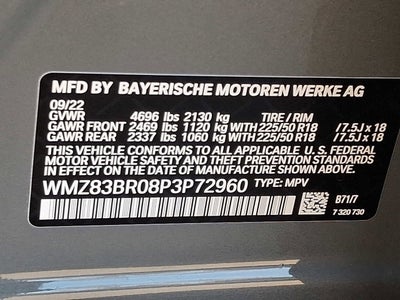 MFD BY BAYERISCHE MOTOREN WERKE AG
09/22
GVWR 4696 lbs 2130 kg TIRE / RIM
GAWR FRONT 2469 lbs 1120 kg WITH 225/50 R18 / 7.5J x 18
GAWR REAR 2337 lbs 1060 kg WITH 225/50 R18 / 7.5J x 18
THIS VEHICLE CONFORMS TO ALL APPLICABLE U.S. FEDERAL
MOTOR VEHICLE SAFETY AND THEFT PREVENTION STANDARDS
IN EFFECT ON THE DATE OF MANUFACTURE SHOWN ABOVE.
WMZ83BR08P3P72960 TYPE: MPV
B71/7
7 320 730